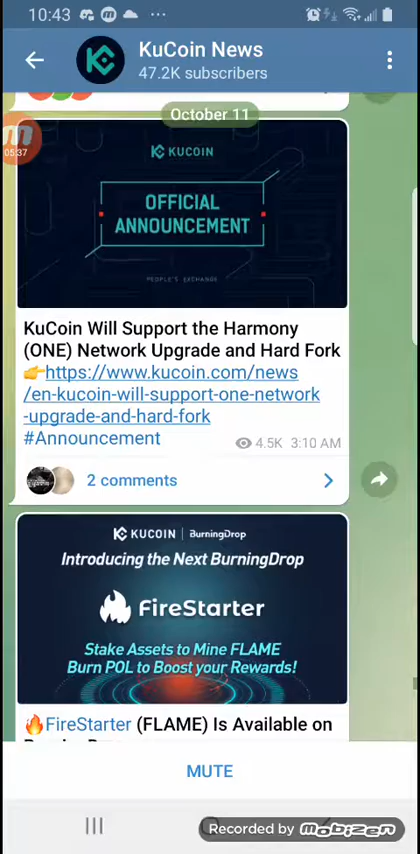 10:43
KuCoin News
47.2K subscribers
October 11
05:37
KUCOIN
OFFICIAL
ANNOUNCEMENT
PEOPLE'S EXCHANGE
KuCoin Will Support the Harmony
(ONE) Network Upgrade and Hard Fork
👉https://www.kucoin.com/news
/en-kucoin-will-support-one-network
-upgrade-and-hard-fork
#Announcement
4.5K 3:10 AM
2 comments
KUCOIN | BurningDrop
Introducing the Next BurningDrop
FireStarter
Stake Assets to Mine FLAME
Burn POL to Boost your Rewards!
🔥FireStarter (FLAME) Is Available on
MUTE
Recorded by mobizen